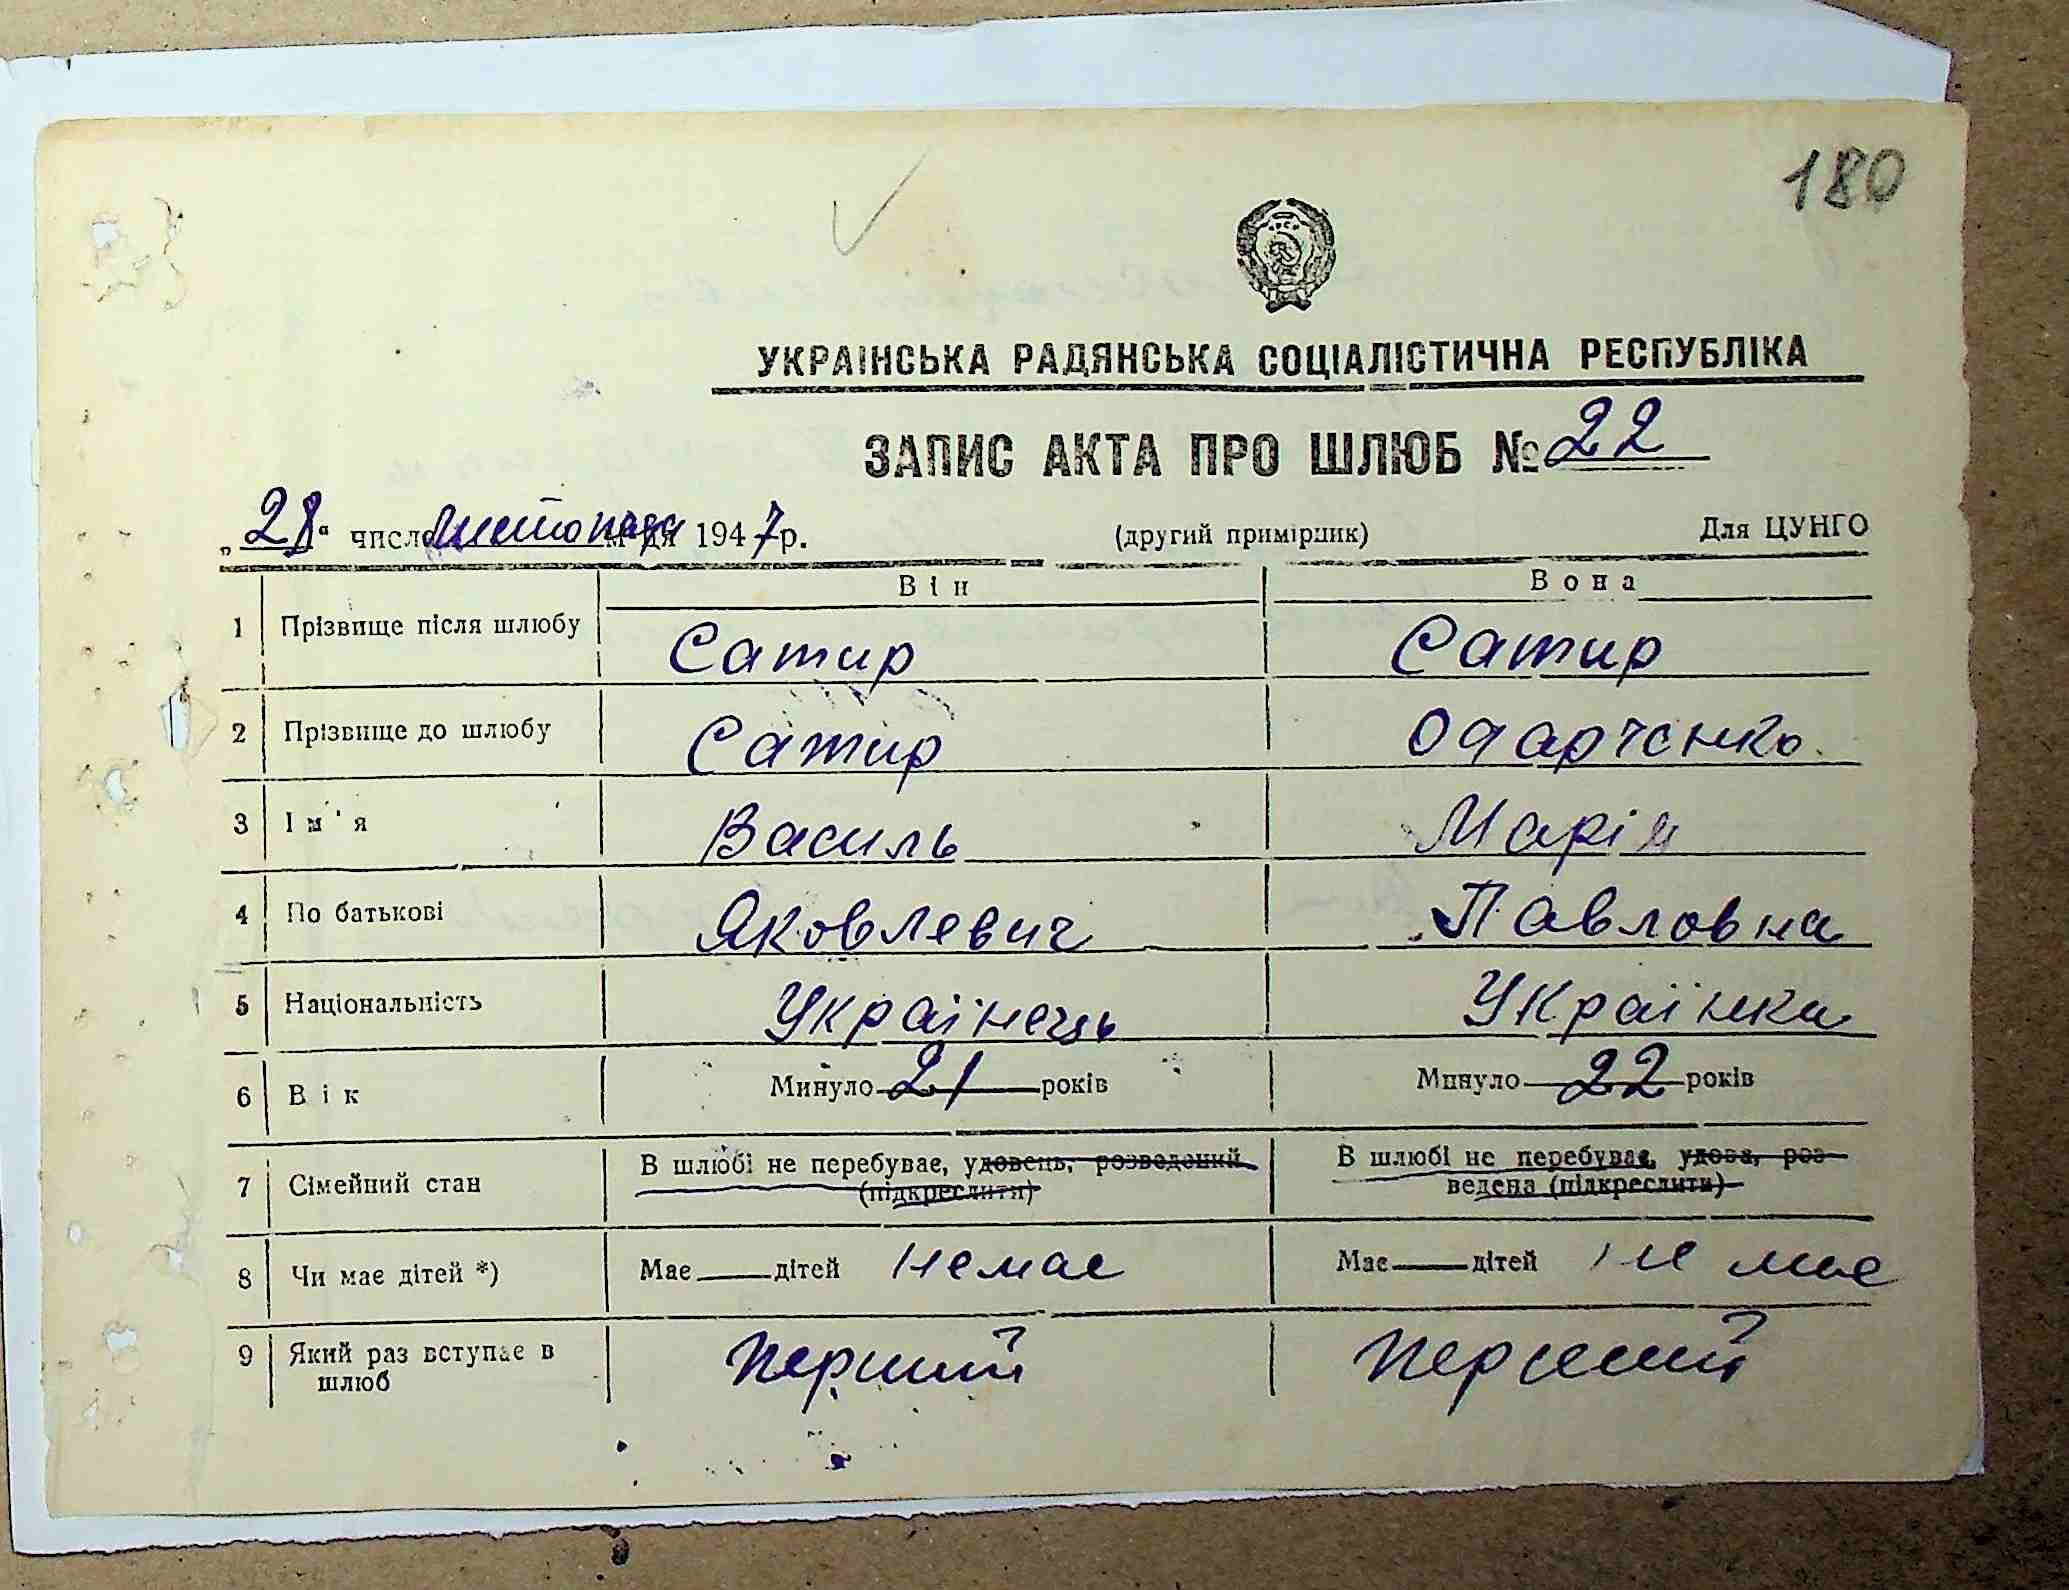 180
УКРАЇНСЬКА РАДЯНСЬКА СОЦІАЛІСТИЧНА РЕСПУБЛІКА
ЗАПИС АКТА ПРО ШЛЮБ № 22
„28“ число листопада м-ця 1947 р. (другий примірник) Для ЦУНГО
Він Вона
1 Прізвище після шлюбу Сатир Сатир
2 Прізвище до шлюбу Сатир Одарченко
3 Ім'я Василь Марія
4 По батькові Яковлевич Павловна
5 Національність Українець Українка
6 Вік Минуло 21 років Минуло 22 років
7 Сімейний стан В шлюбі не перебуває, удовець, розведений (підкреслити) В шлюбі не перебуває, удова, роз-
ведена (підкреслити)
8 Чи має дітей *) Має дітей немає Має дітей не має
9 Який раз вступає в шлюб перший перший